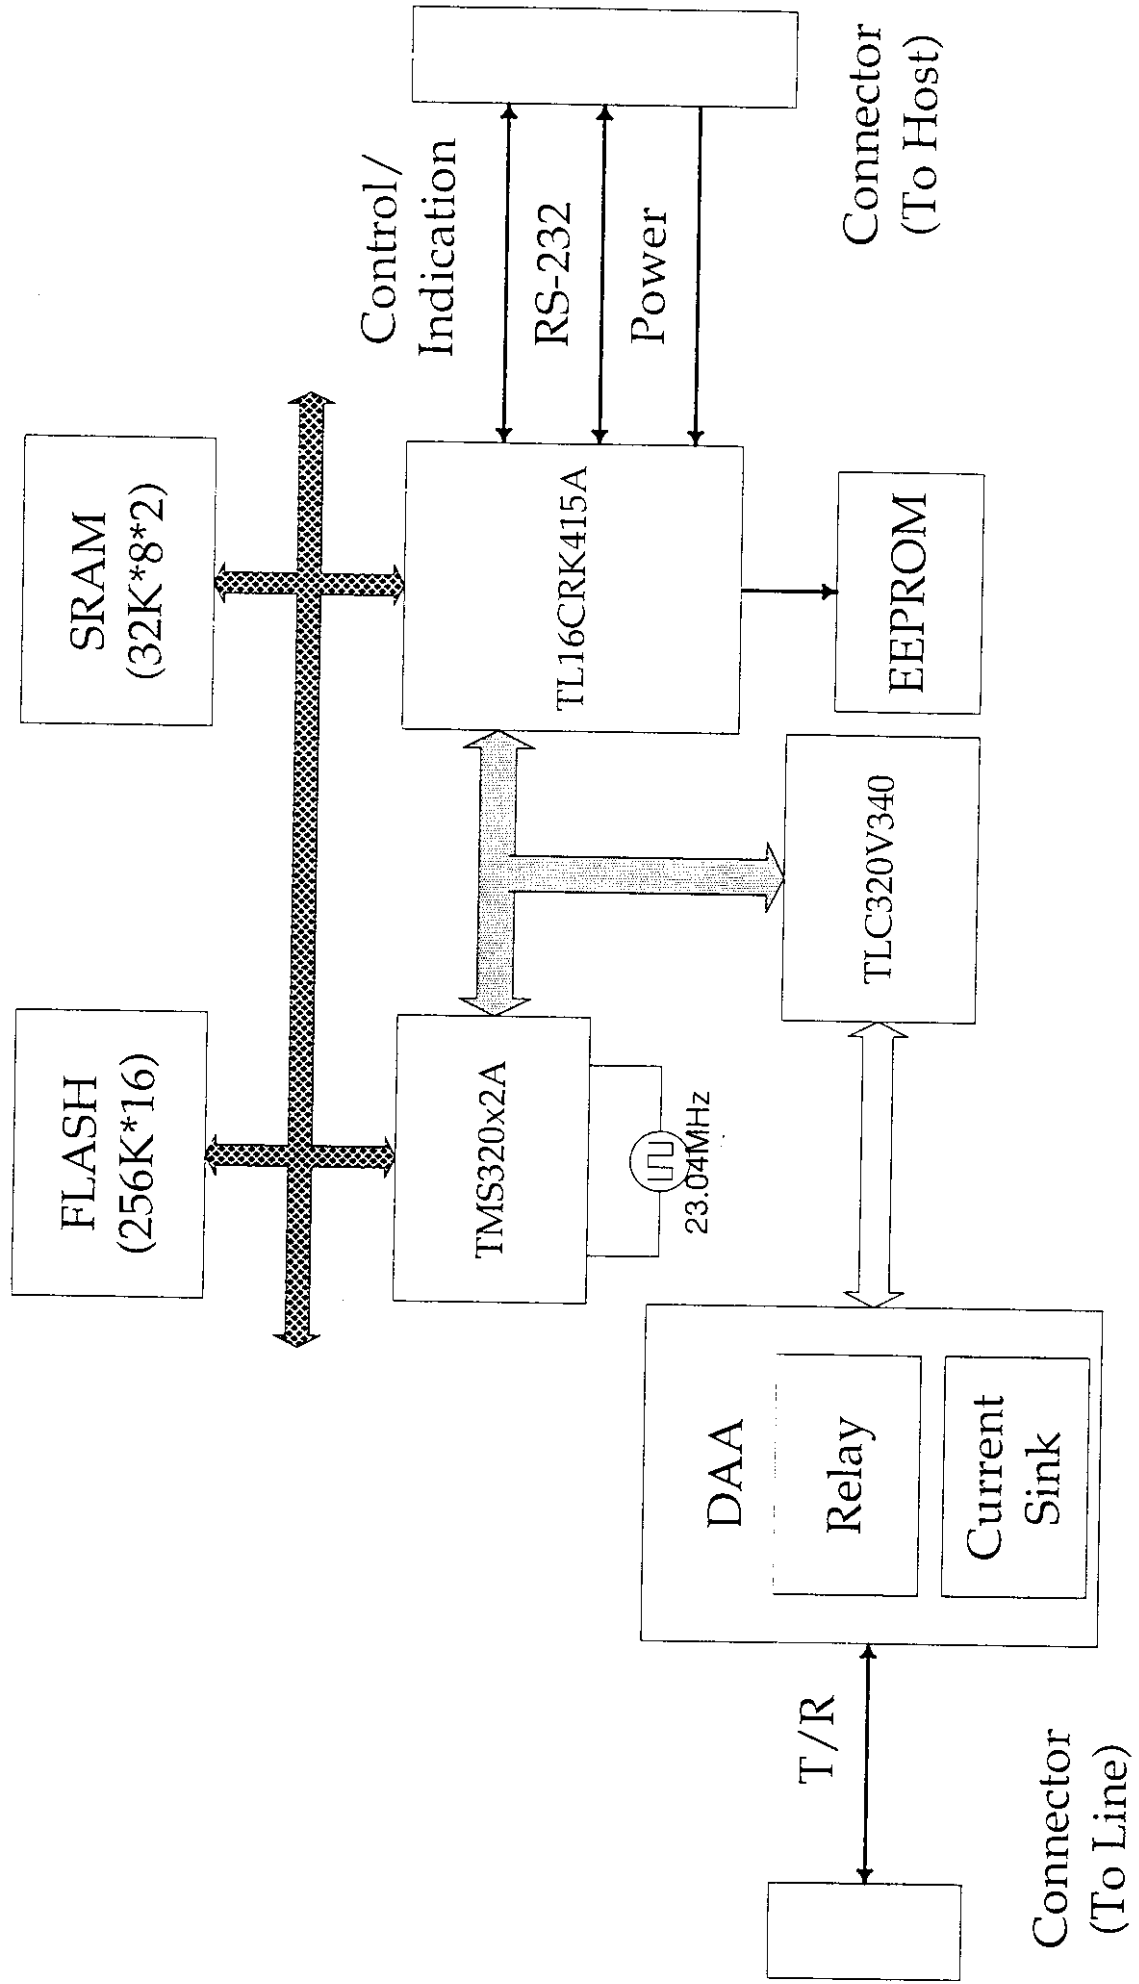 FLASH
(256K*16)
SRAM
(32K*8*2)
TMS320x2A
23.04MHz
TL16CRK415A
Control/
Indication
RS-232
Power
Connector
(To Host)
EEPROM
TLC320V340
DAA
Relay
Current
Sink
T/R
Connector
(To Line)